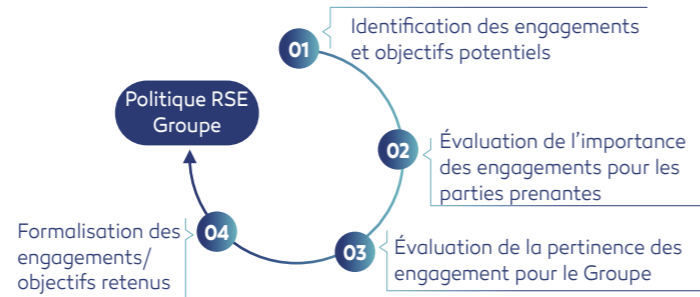 01
Identification des engagements
et objectifs potentiels
Politique RSE
Groupe
02
Évaluation de l'importance
des engagements pour les
parties prenantes
03
Évaluation de la pertinence des
engagement pour le Groupe
04
Formalisation des
engagements/
objectifs retenus